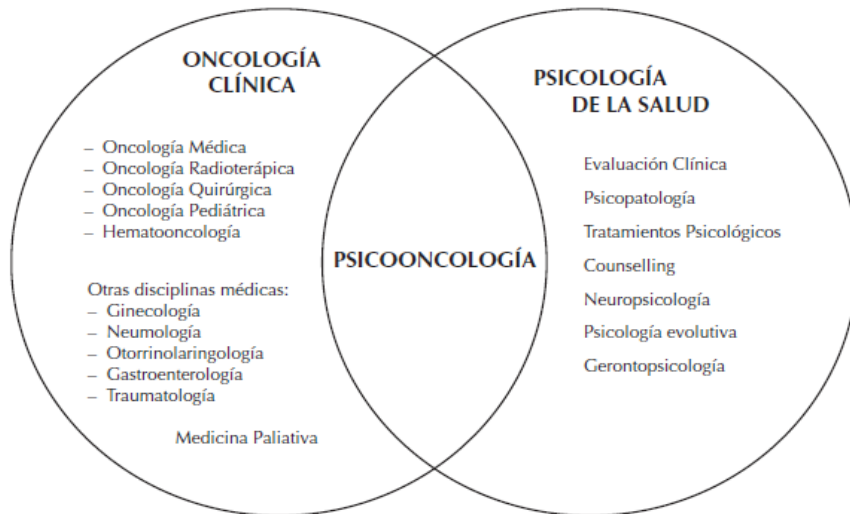 ONCOLOGÍA
CLÍNICA
– Oncología Médica
– Oncología Radioterápica
– Oncología Quirúrgica
– Oncología Pediátrica
– Hematooncología
Otras disciplinas médicas:
– Ginecología
– Neumología
– Otorrinolaringología
– Gastroenterología
– Traumatología
Medicina Paliativa
PSICOONCOLOGÍA
PSICOLOGÍA
DE LA SALUD
Evaluación Clínica
Psicopatología
Tratamientos Psicológicos
Counselling
Neuropsicología
Psicología evolutiva
Gerontopsicología